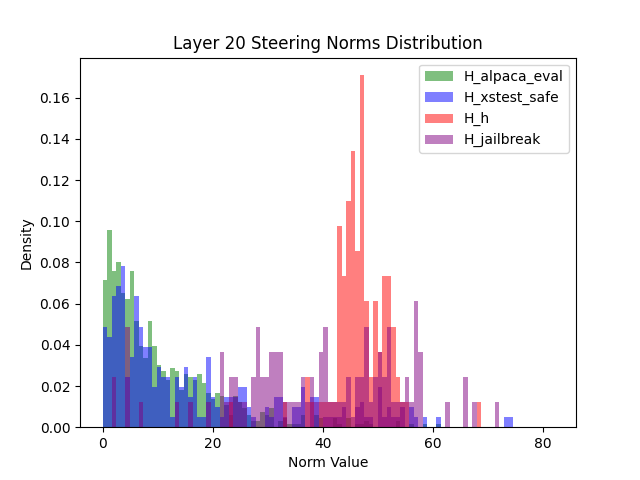 Layer 20 Steering Norms Distribution
H_alpaca_eval
H_xstest_safe
H_h
H_jailbreak
Density
0.16
0.14
0.12
0.10
0.08
0.06
0.04
0.02
0.00
0 20 40 60 80
Norm Value